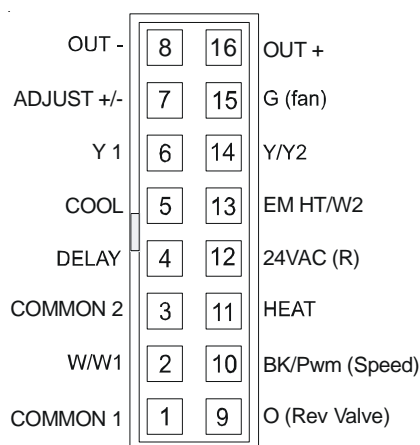 OUT - 8 16 OUT +
ADJUST +/- 7 15 G (fan)
Y 1 6 14 Y/Y2
COOL 5 13 EM HT/W2
DELAY 4 12 24VAC (R)
COMMON 2 3 11 HEAT
W/W1 2 10 BK/Pwm (Speed)
COMMON 1 1 9 O (Rev Valve)